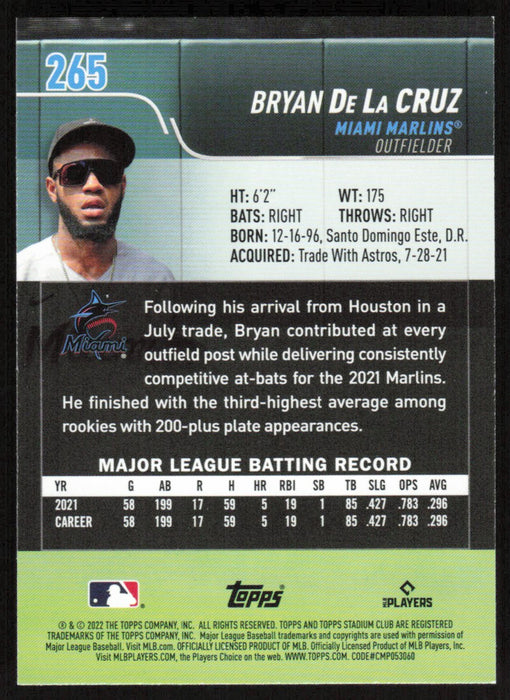 265
BRYAN DE LA CRUZ
MIAMI MARLINS®
OUTFIELDER
HT: 6'2" WT: 175
BATS: RIGHT THROWS: RIGHT
BORN: 12-16-96, Santo Domingo Este, D.R.
ACQUIRED: Trade With Astros, 7-28-21
Miami
Following his arrival from Houston in a
July trade, Bryan contributed at every
outfield post while delivering consistently
competitive at-bats for the 2021 Marlins.
He finished with the third-highest average among
rookies with 200-plus plate appearances.
MAJOR LEAGUE BATTING RECORD
YR G AB R H HR RBI SB TB SLG OPS AVG
2021 58 199 17 59 5 19 1 85 .427 .783 .296
CAREER 58 199 17 59 5 19 1 85 .427 .783 .296
Topps
MLB PLAYERS
® & © 2022 THE TOPPS COMPANY, INC. ALL RIGHTS RESERVED. TOPPS AND TOPPS STADIUM CLUB ARE REGISTERED
TRADEMARKS OF THE TOPPS COMPANY, INC. Major League Baseball trademarks and copyrights are used with permission of
Major League Baseball. Visit MLB.com. OFFICIALLY LICENSED PRODUCT OF MLB. Officially Licensed Product of MLB Players, Inc.
Visit MLBPLAYERS.com, the Players Choice on the web. WWW.TOPPS.COM. CODE#CMP053060